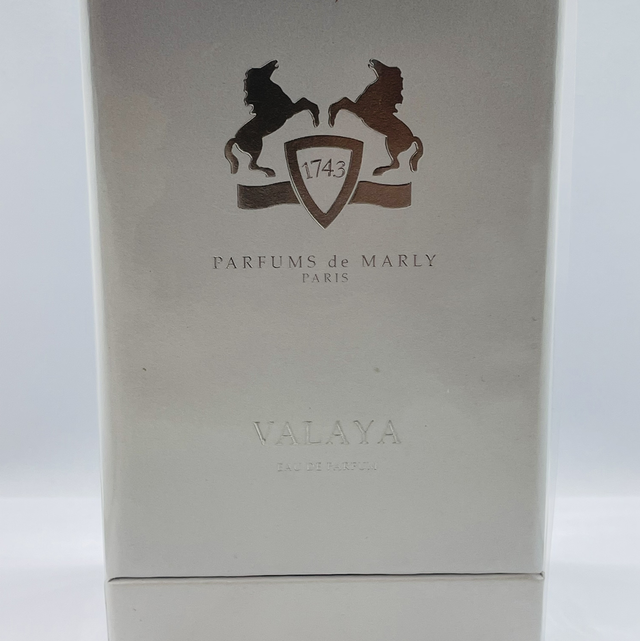 1743
PARFUMS de MARLY
PARIS
VALAYA
EAU DE PARFUM